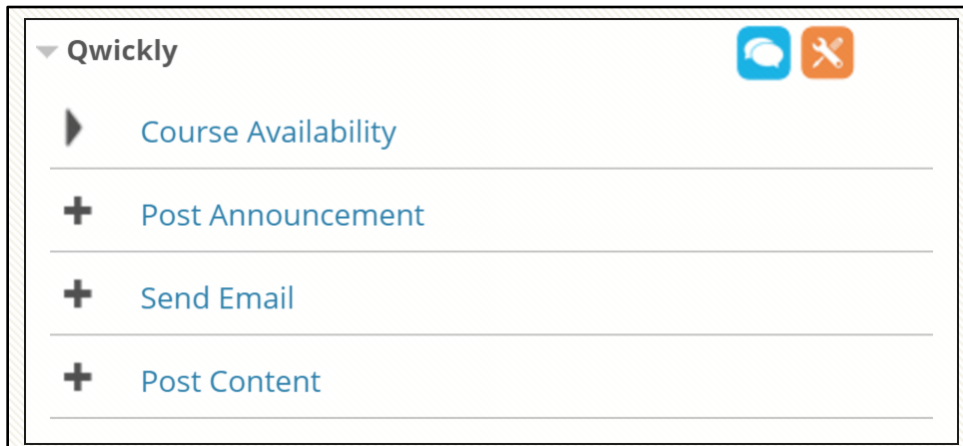 Qwickly
Course Availability
Post Announcement
Send Email
Post Content